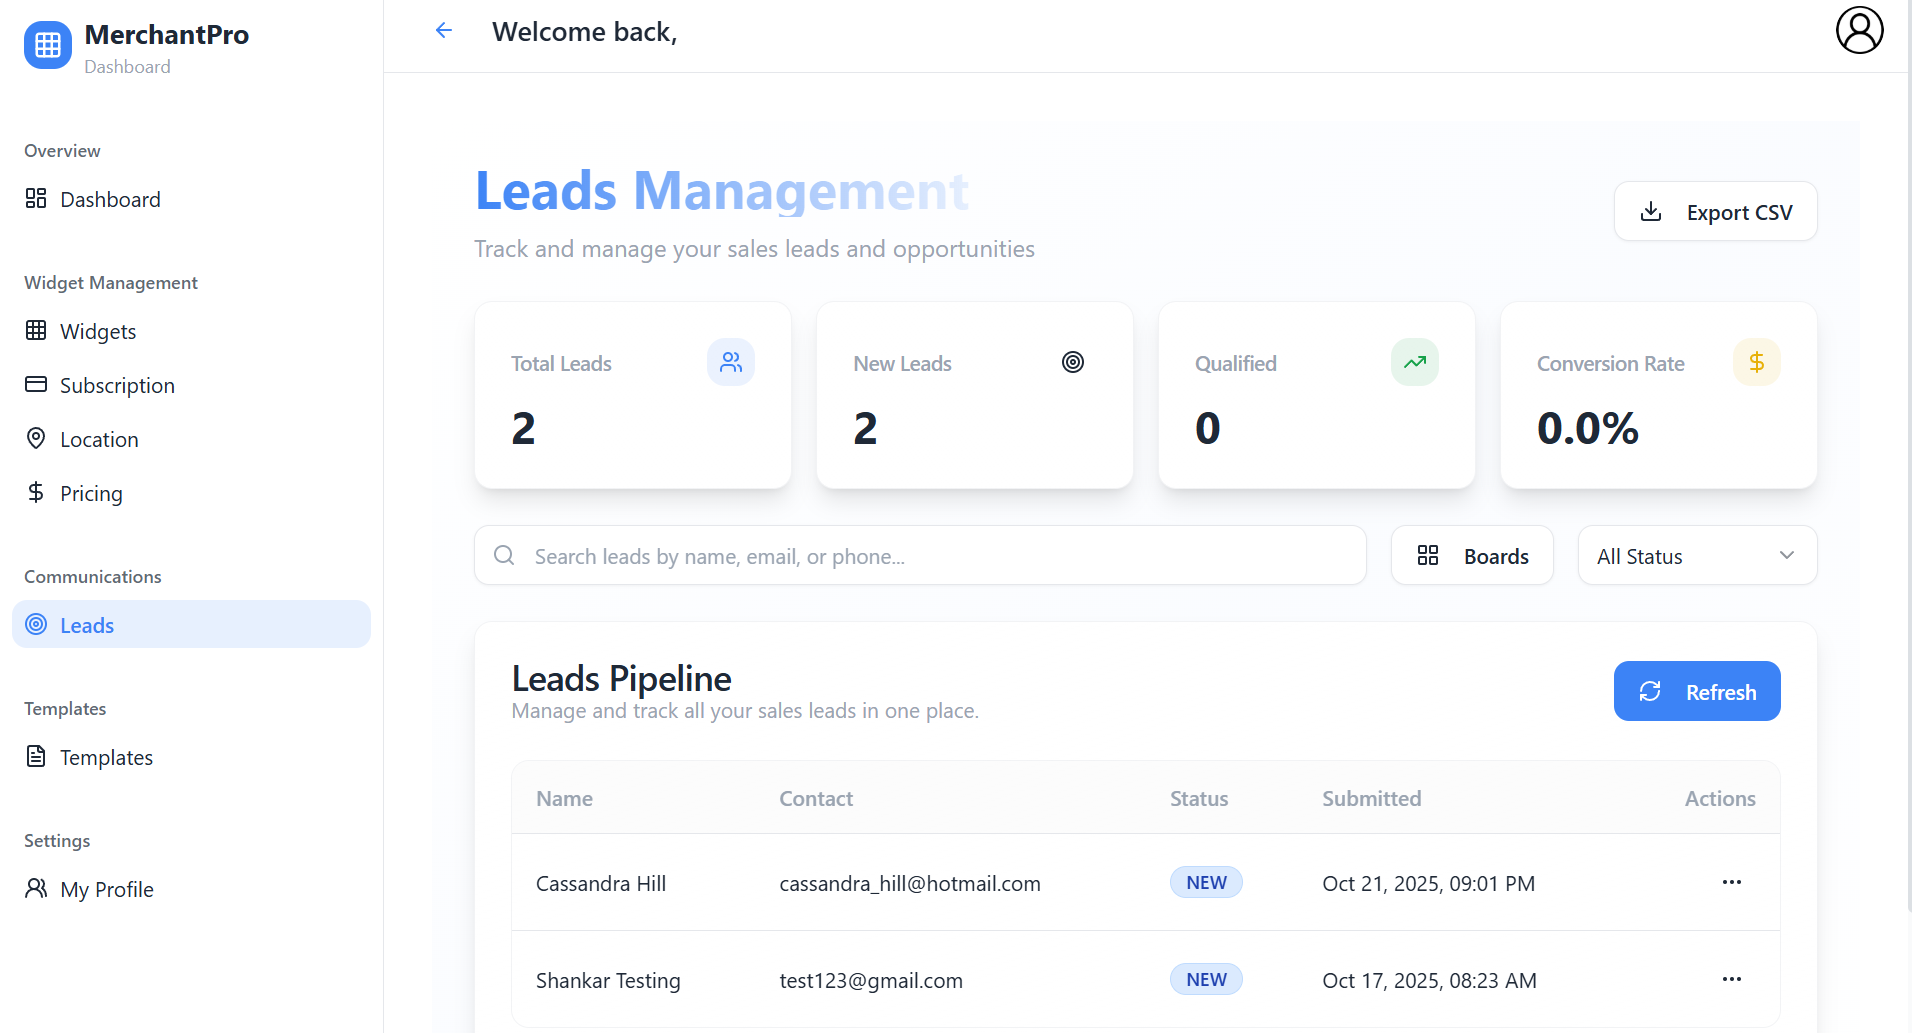 MerchantPro
Dashboard
Welcome back,
Overview
Dashboard
Widget Management
Widgets
Subscription
Location
Pricing
Communications
Leads
Templates
Templates
Settings
My Profile
Leads Management
Track and manage your sales leads and opportunities
Export CSV
Total Leads
2
New Leads
2
Qualified
0
Conversion Rate
0.0%
Search leads by name, email, or phone...
Boards
All Status
Leads Pipeline
Manage and track all your sales leads in one place.
Refresh
Name Contact Status Submitted Actions
Cassandra Hill cassandra_hill@hotmail.com NEW Oct 21, 2025, 09:01 PM
Shankar Testing test123@gmail.com NEW Oct 17, 2025, 08:23 AM